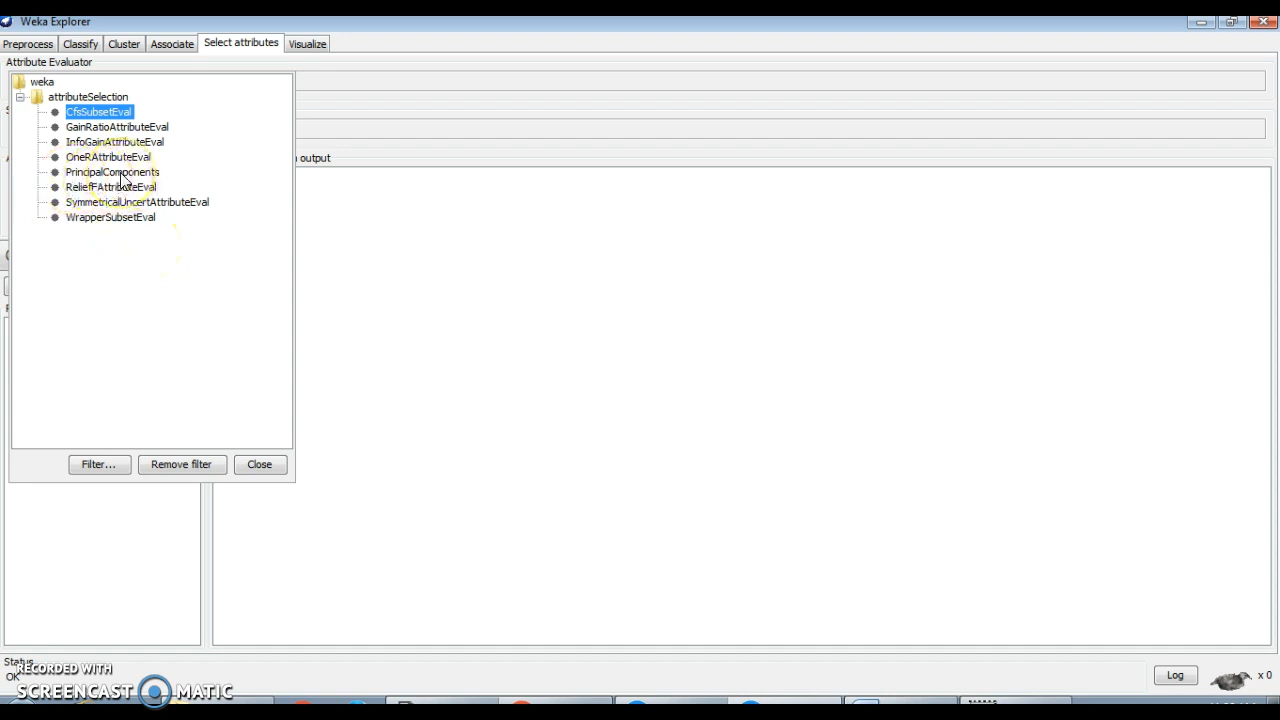 Weka Explorer
Preprocess Classify Cluster Associate Select attributes Visualize
Attribute Evaluator
weka
attributeSelection
CfsSubsetEval
GainRatioAttributeEval
InfoGainAttributeEval
OneRAttributeEval
output
PrincipalComponents
ReliefFAttributeEval
SymmetricalUncertAttributeEval
WrapperSubsetEval
Filter... Remove filter Close
Status
OK
Log x 0
RECORDED WITH
SCREENCAST MATIC